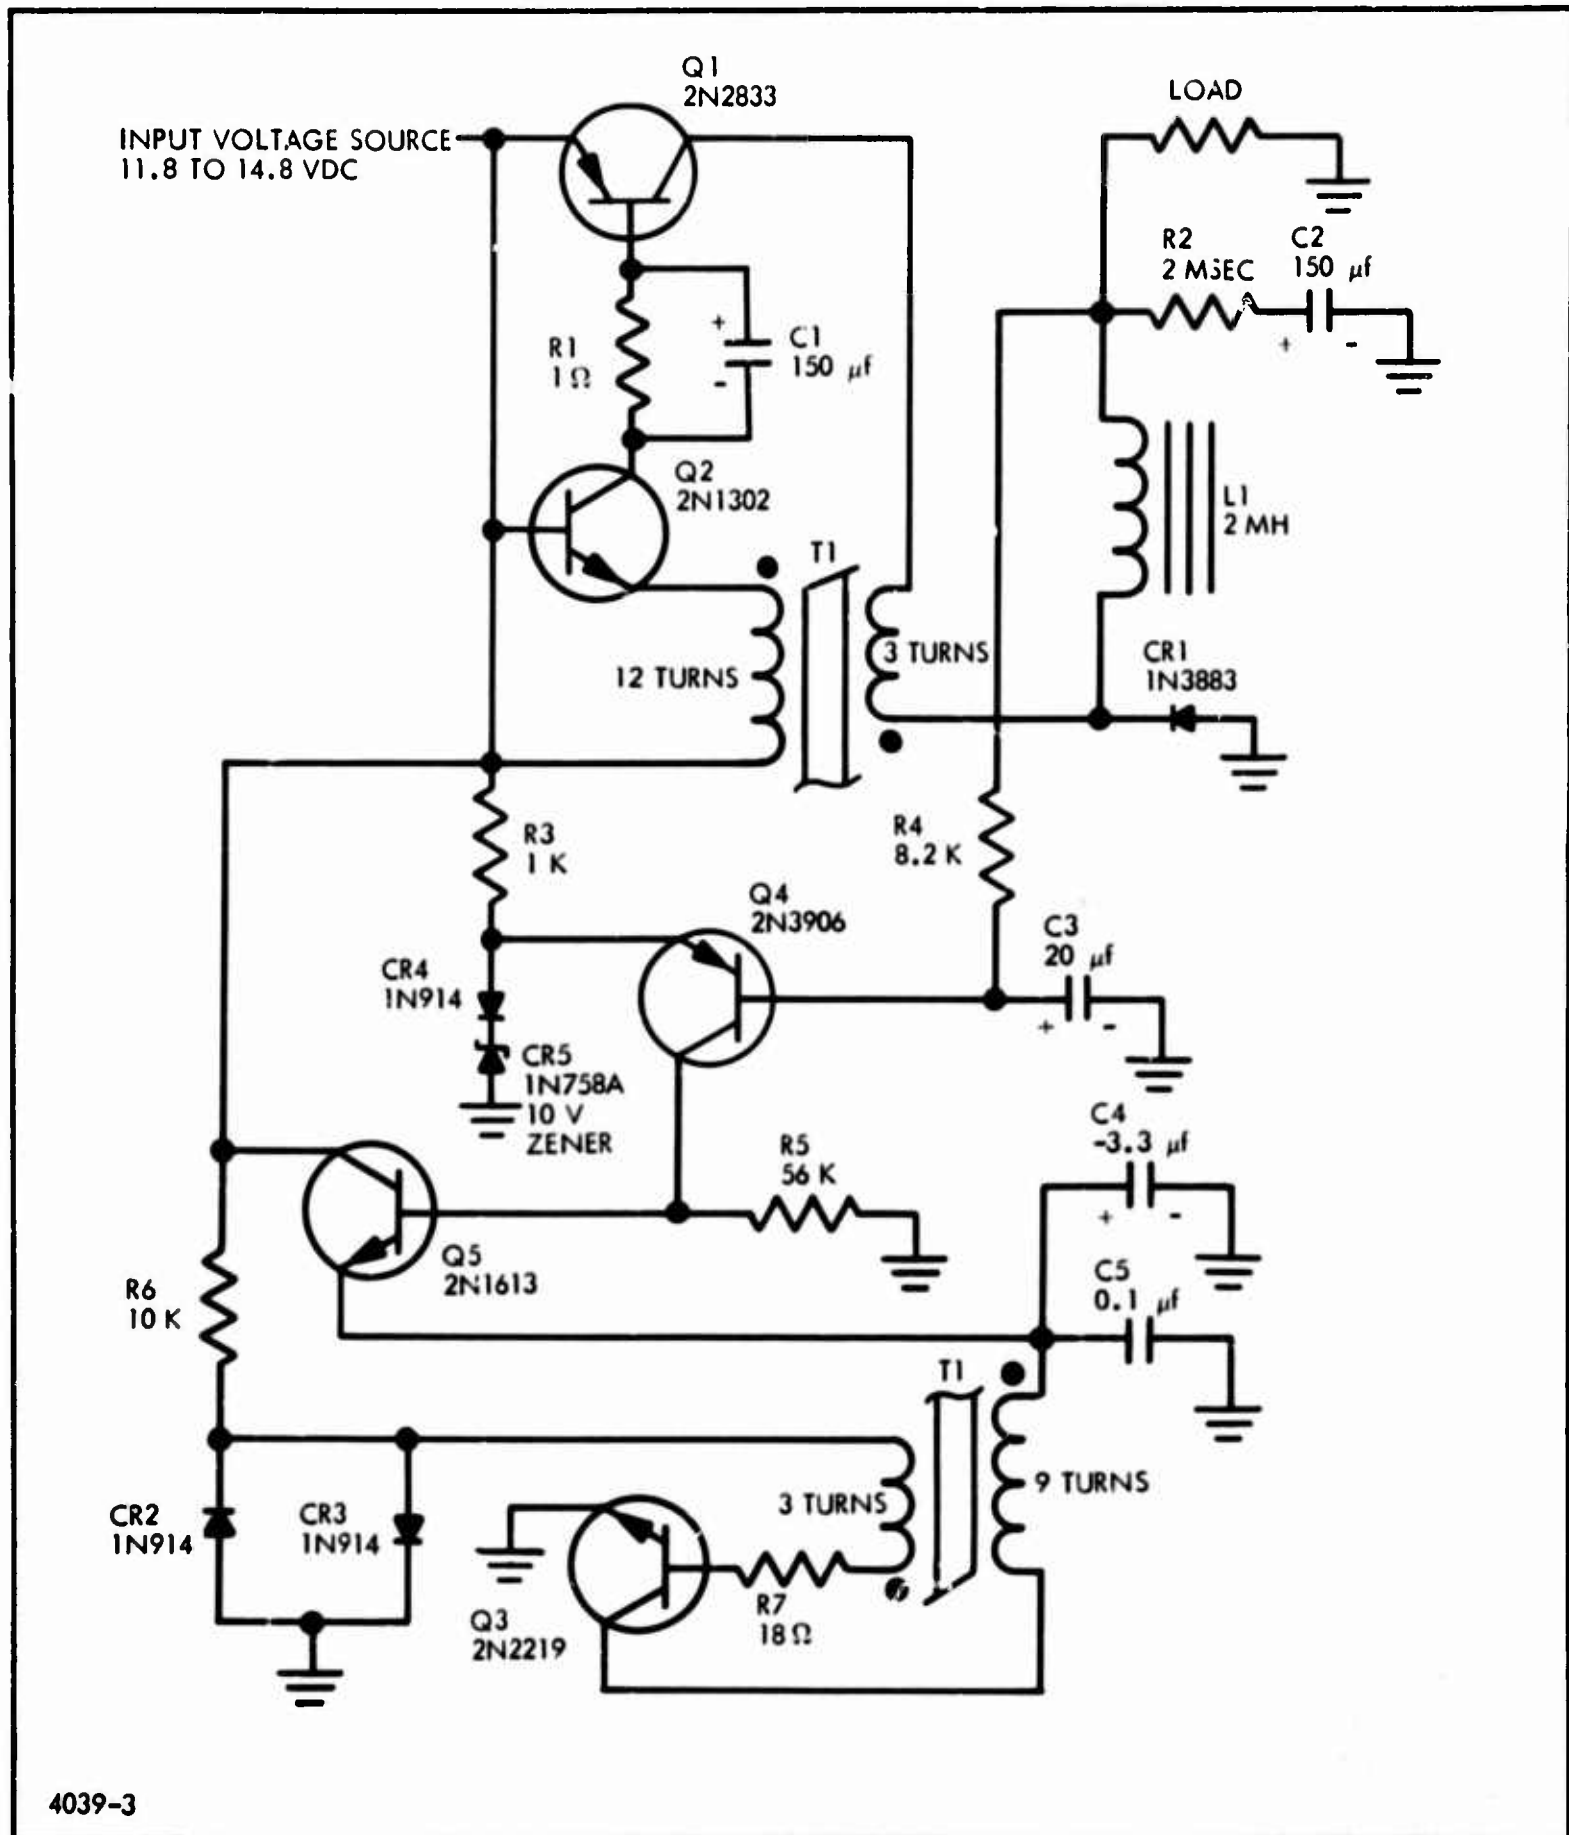 Q1
2N2833
INPUT VOLTAGE SOURCE
11.8 TO 14.8 VDC
LOAD
R2
2 MSEC
C2
150 µf
+ -
R1
1Ω
+
-
C1
150 µf
Q2
2N1302
T1
L1
2 MH
12 TURNS
3 TURNS
CR1
1N3883
R3
1 K
R4
8.2 K
Q4
2N3906
C3
20 µf
+ -
CR4
1N914
CR5
1N758A
10 V
ZENER
C4
-3.3 µf
+ -
R5
56 K
Q5
2N1613
C5
0.1 µf
R6
10 K
T1
9 TURNS
3 TURNS
CR2
1N914
CR3
1N914
Q3
2N2219
R7
18Ω
4039-3